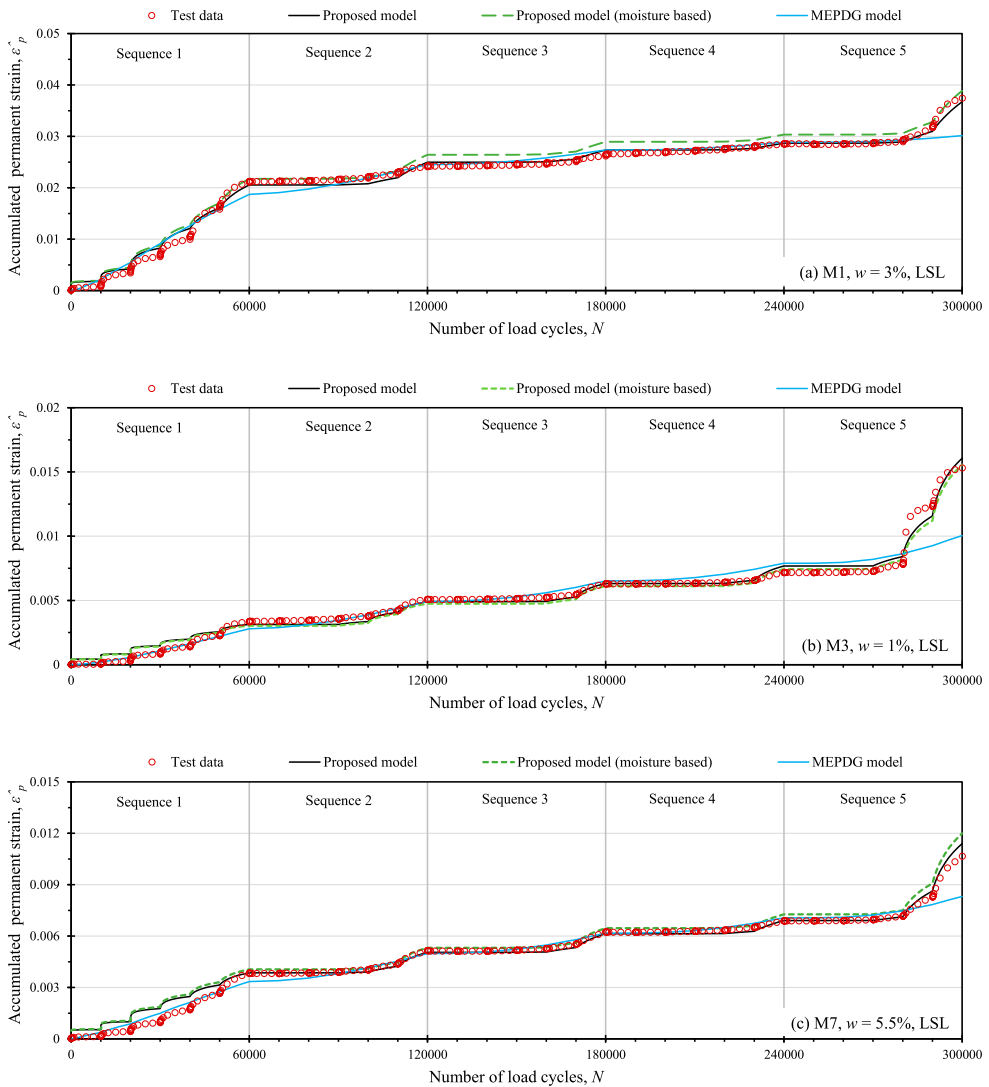 Test data Proposed model Proposed model (moisture based) MEPDG model
0.05
Sequence 1 Sequence 2 Sequence 3 Sequence 4 Sequence 5
0.04
0.03
0.02
0.01
0
Accumulated permanent strain, ε̂p
(a) M1, w = 3%, LSL
0 60000 120000 180000 240000 300000
Number of load cycles, N
Test data Proposed model Proposed model (moisture based) MEPDG model
0.02
Sequence 1 Sequence 2 Sequence 3 Sequence 4 Sequence 5
0.015
0.01
0.005
0
Accumulated permanent strain, ε̂p
(b) M3, w = 1%, LSL
0 60000 120000 180000 240000 300000
Number of load cycles, N
Test data Proposed model Proposed model (moisture based) MEPDG model
0.015
Sequence 1 Sequence 2 Sequence 3 Sequence 4 Sequence 5
0.012
0.009
0.006
0.003
0
Accumulated permanent strain, ε̂p
(c) M7, w = 5.5%, LSL
0 60000 120000 180000 240000 300000
Number of load cycles, N